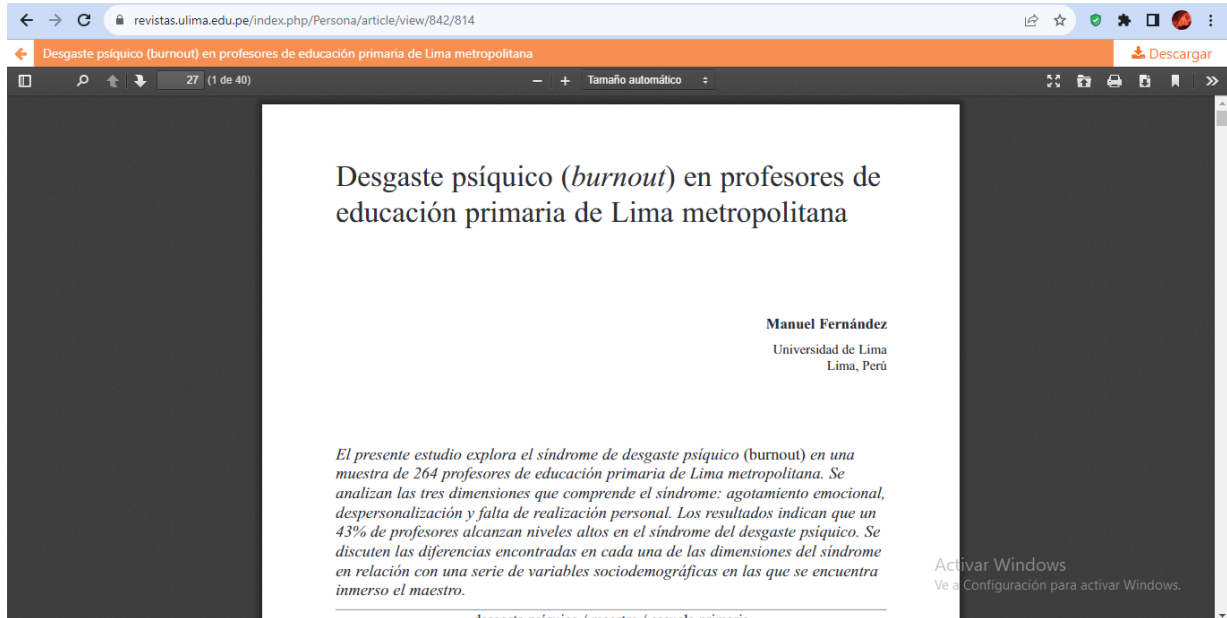 revistas.ulima.edu.pe/index.php/Persona/article/view/842/814
Desgaste psíquico (burnout) en profesores de educación primaria de Lima metropolitana
Descargar
27 (1 de 40)
Tamaño automático
Desgaste psíquico (burnout) en profesores de
educación primaria de Lima metropolitana
Manuel Fernández
Universidad de Lima
Lima, Perú
El presente estudio explora el síndrome de desgaste psíquico (burnout) en una
muestra de 264 profesores de educación primaria de Lima metropolitana. Se
analizan las tres dimensiones que comprende el síndrome: agotamiento emocional,
despersonalización y falta de realización personal. Los resultados indican que un
43% de profesores alcanzan niveles altos en el síndrome del desgaste psíquico. Se
discuten las diferencias encontradas en cada una de las dimensiones del síndrome
en relación con una serie de variables sociodemográficas en las que se encuentra
inmerso el maestro.
Activar Windows
Ve a Configuración para activar Windows.